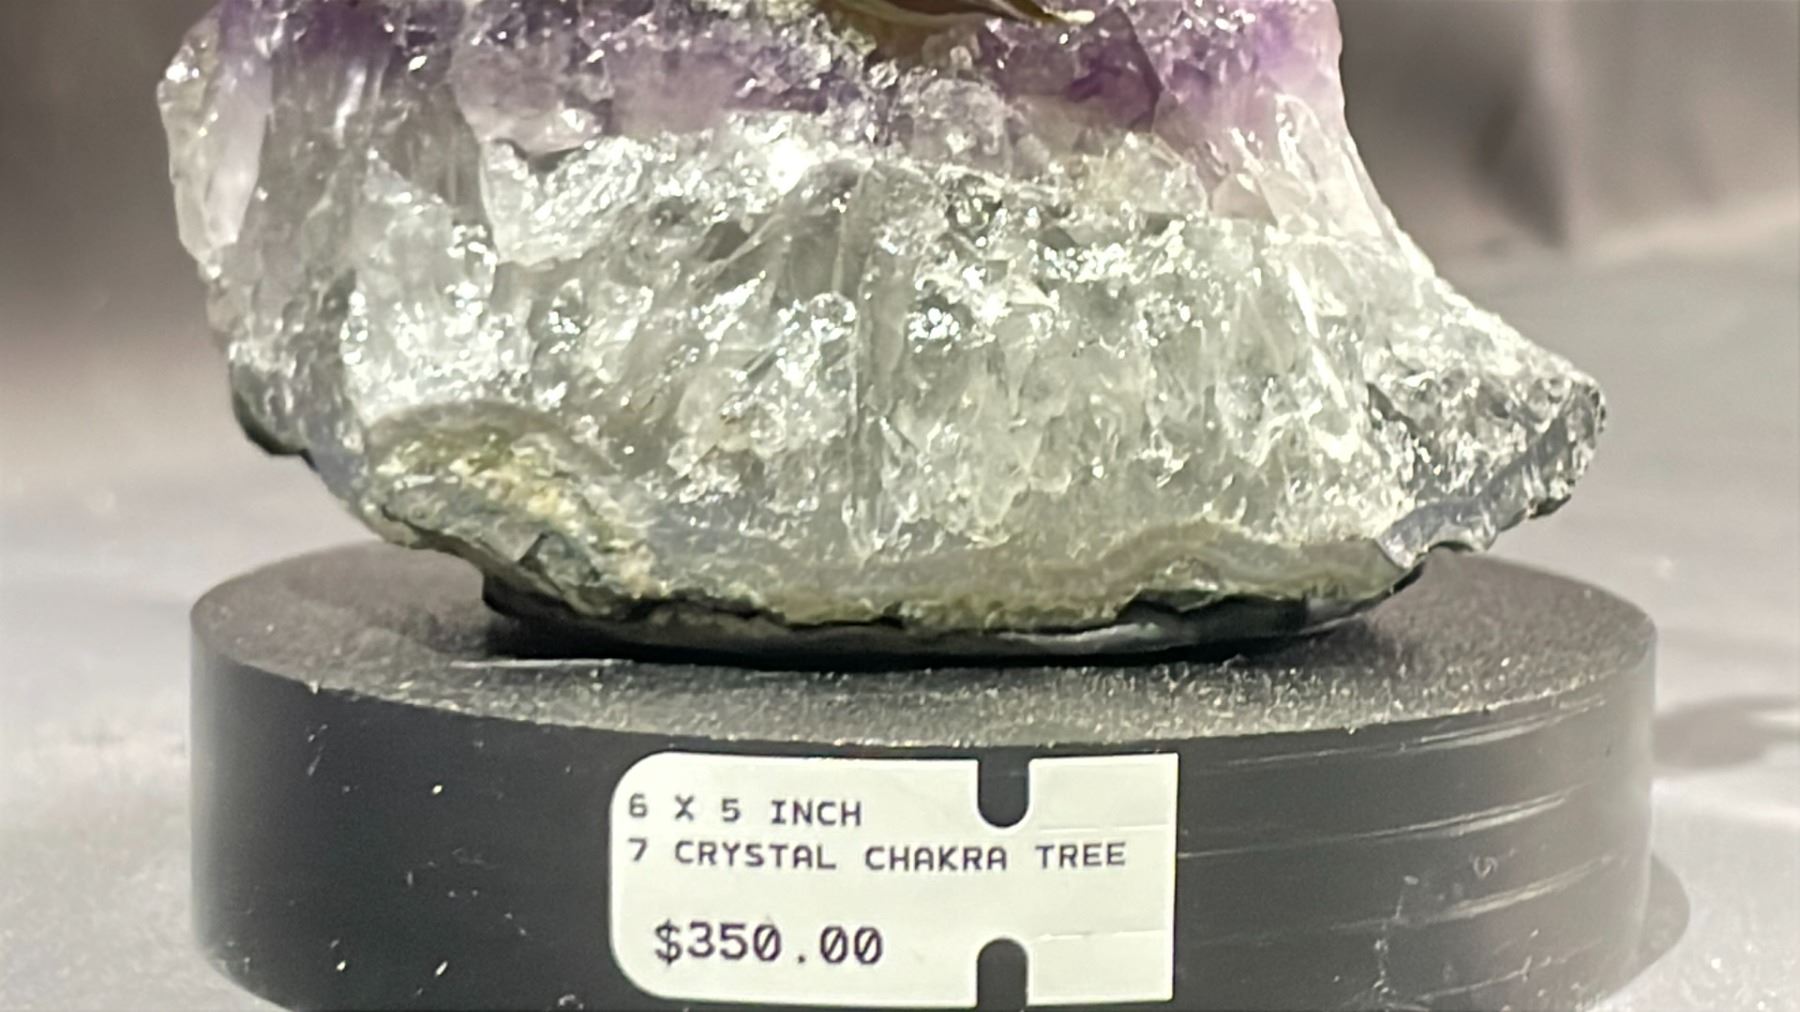 6 X 5 INCH
7 CRYSTAL CHAKRA TREE
$350.00